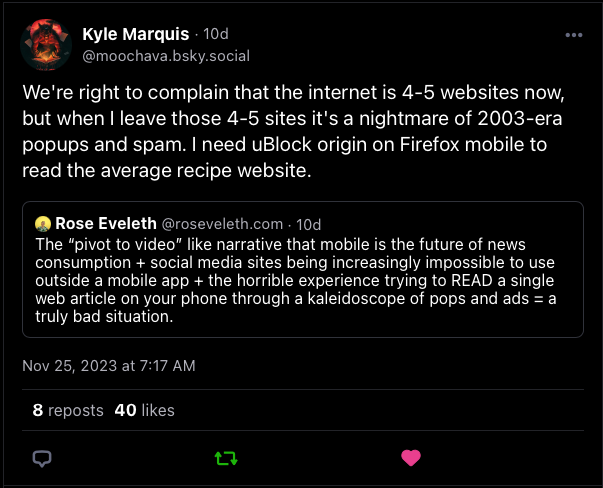 Kyle Marquis · 10d
@moochava.bsky.social
We're right to complain that the internet is 4-5 websites now,
but when I leave those 4-5 sites it's a nightmare of 2003-era
popups and spam. I need uBlock origin on Firefox mobile to
read the average recipe website.
Rose Eveleth @roseveleth.com · 10d
The “pivot to video” like narrative that mobile is the future of news
consumption + social media sites being increasingly impossible to use
outside a mobile app + the horrible experience trying to READ a single
web article on your phone through a kaleidoscope of pops and ads = a
truly bad situation.
Nov 25, 2023 at 7:17 AM
8 reposts 40 likes